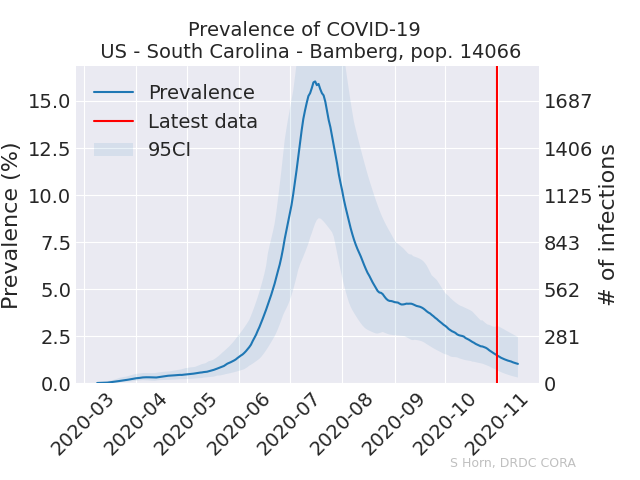 Prevalence of COVID-19
US - South Carolina - Bamberg, pop. 14066
Prevalence
Latest data
95CI
Prevalence (%)
15.0
12.5
10.0
7.5
5.0
2.5
0.0
1687
1406
1125
843
562
281
0
# of infections
2020-03
2020-04
2020-05
2020-06
2020-07
2020-08
2020-09
2020-10
2020-11
S Horn, DRDC CORA